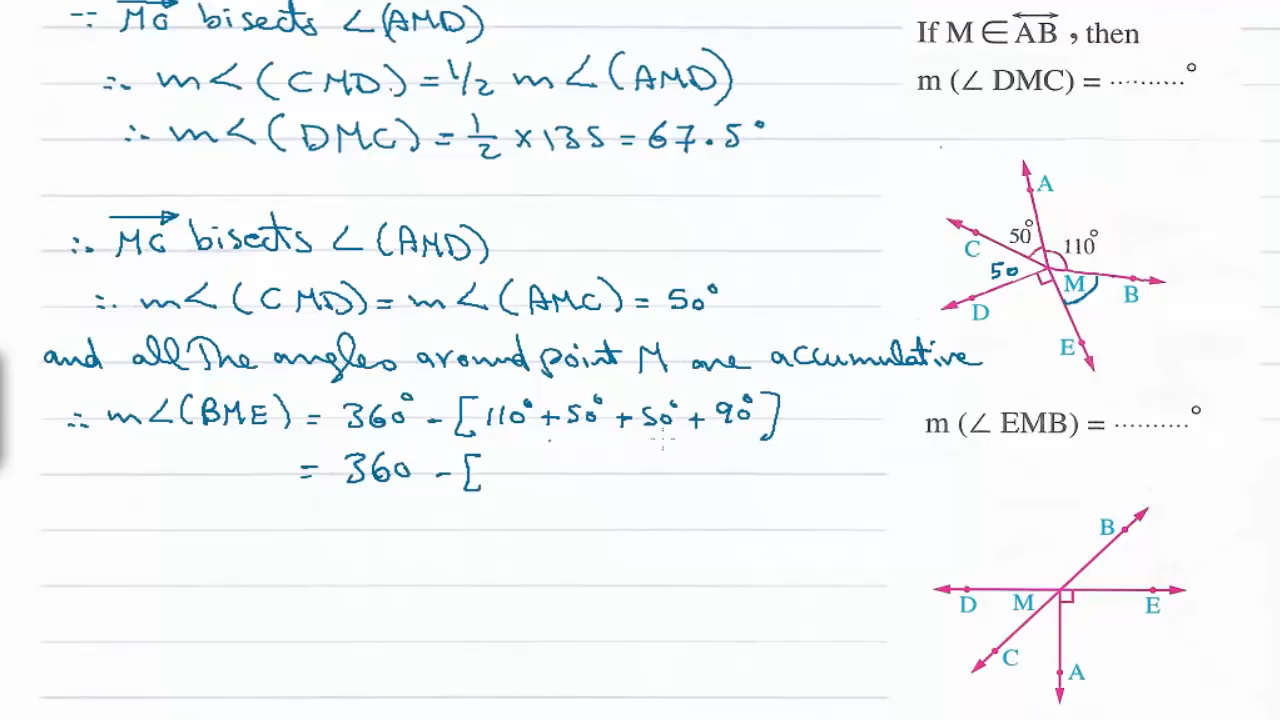 ∵ MC bisects ∠(AMD)
∴ m∠(CMD) = 1/2 m∠(AMD)
∴ m∠(DMC) = 1/2 × 135 = 67.5°
∴ MC bisects ∠(AMD)
∴ m∠(CMD) = m∠(AMC) = 50°
and all the angles around point M are accumulative
∴ m∠(BME) = 360° - [110° + 50° + 50° + 90°]
= 360 - [
If M ∈ AB , then
m (∠ DMC) = ..........°
A
50°
110°
C
50
M
B
D
E
m (∠ EMB) = ..........°
B
D
M
E
C
A